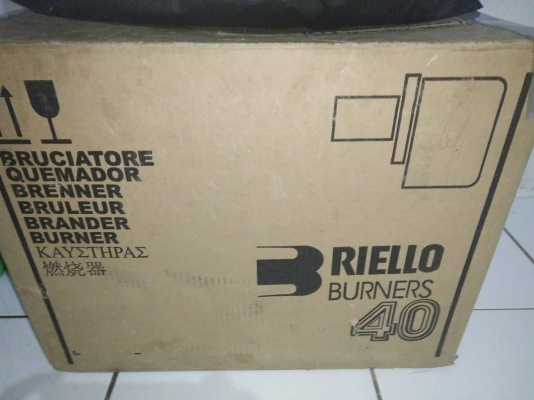 BRUCIATORE
QUEMADOR
BRENNER
BRULEUR
BRANDER
BURNER
ΚΑΥΣΤΗΡΑΣ
燃烧器
RIELLO
BURNERS
40